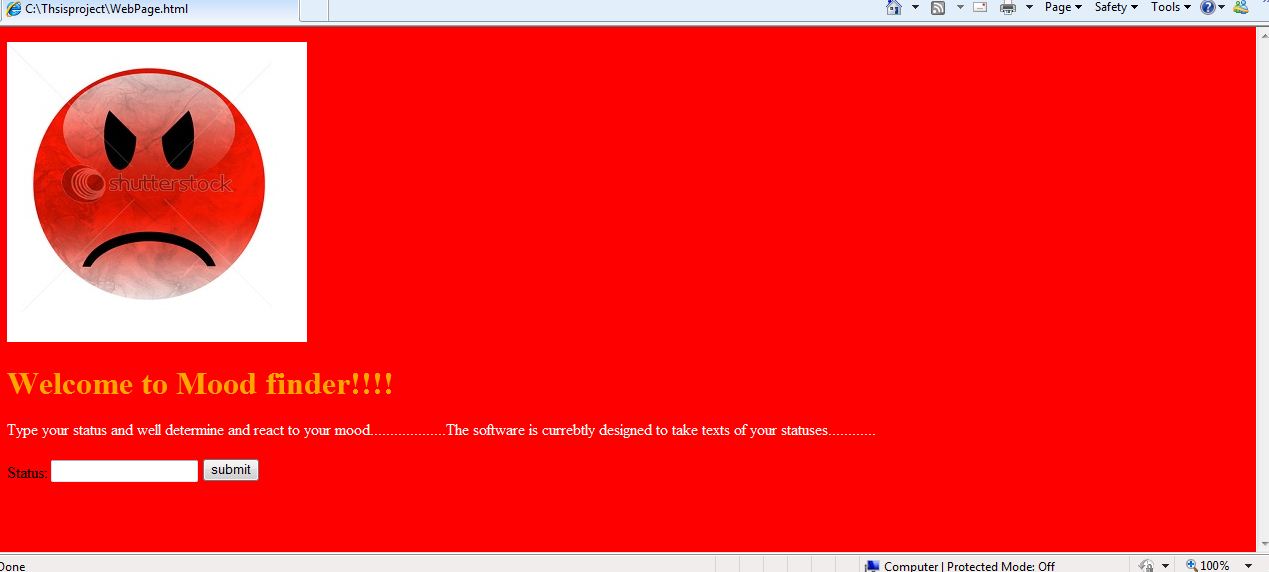 C:\Thsisproject\WebPage.html
Page Safety Tools
shutterstock
Welcome to Mood finder!!!!
Type your status and well determine and react to your mood...................The software is currebtly designed to take texts of your statuses............
Status: submit
Done Computer | Protected Mode: Off 100%